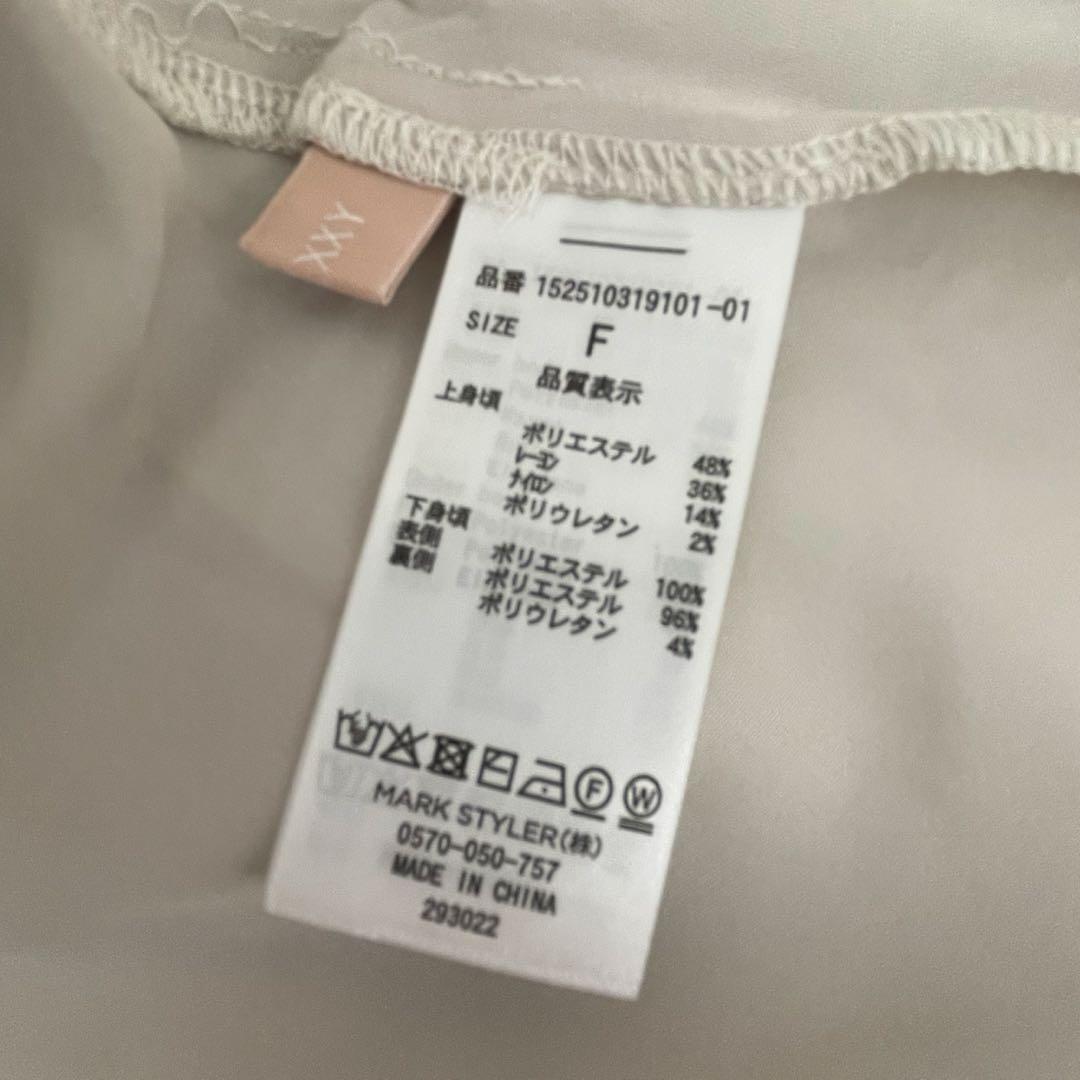 XXY
品番 152510319101-01
SIZE F
品質表示
上身頃
ポリエステル 48%
レーヨン 36%
ナイロン 14%
ポリウレタン 2%
下身頃
表側 ポリエステル 100%
裏側 ポリエステル 96%
ポリウレタン 4%
F W
MARK STYLER(株)
0570-050-757
MADE IN CHINA
293022